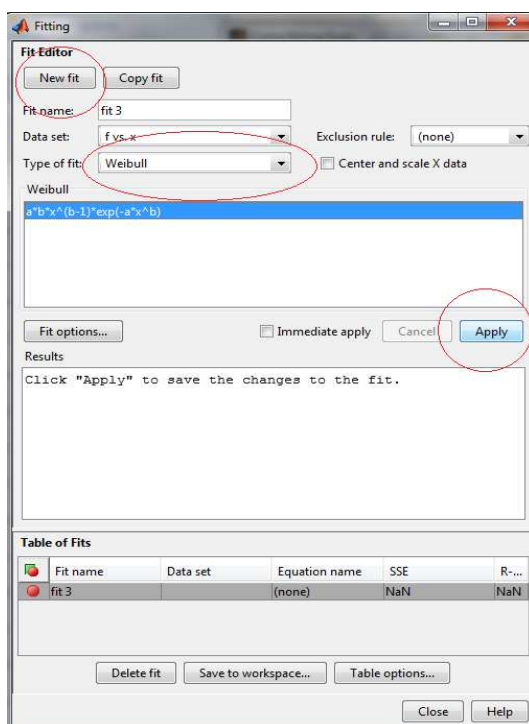 Fitting
Fit Editor
New fit
Copy fit
Fit name: fit 3
Data set: f vs. x
Exclusion rule: (none)
Type of fit: Weibull
Center and scale X data
Weibull
a*b*x^(b-1)*exp(-a*x^b)
Fit options...
Immediate apply
Cancel
Apply
Results
Click "Apply" to save the changes to the fit.
Table of Fits
Fit name Data set Equation name SSE R-...
fit 3 (none) NaN NaN
Delete fit
Save to workspace...
Table options...
Close
Help